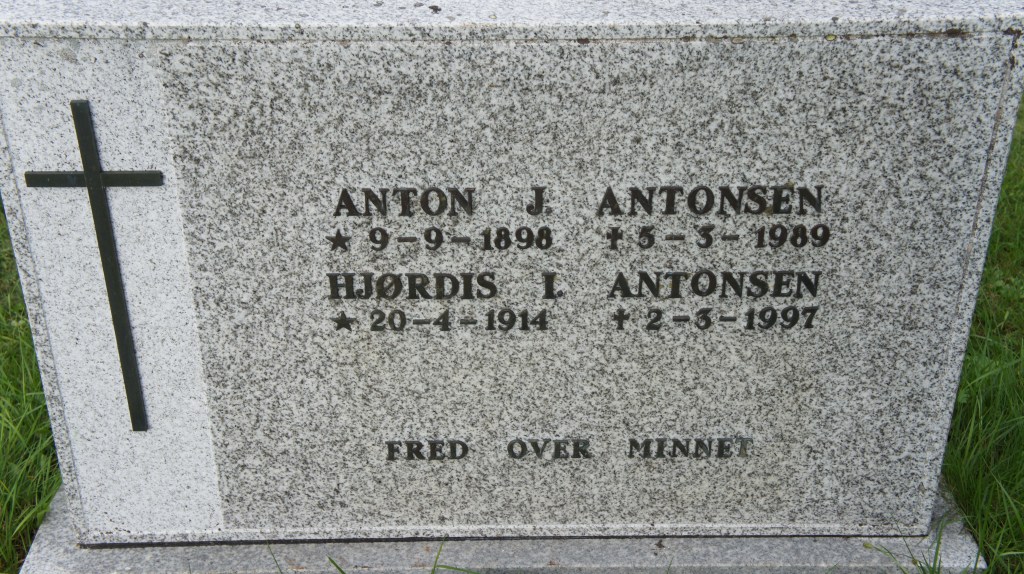 ANTON J. ANTONSEN
★ 9-9-1898 † 5-3-1989
HJØRDIS I. ANTONSEN
★ 20-4-1914 † 2-3-1997
FRED OVER MINNET